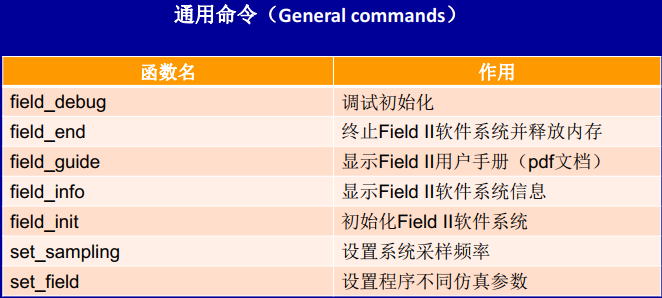 通用命令（General commands）
函数名 作用
field_debug 调试初始化
field_end 终止Field II软件系统并释放内存
field_guide 显示Field II用户手册（pdf文档）
field_info 显示Field II软件系统信息
field_init 初始化Field II软件系统
set_sampling 设置系统采样频率
set_field 设置程序不同仿真参数